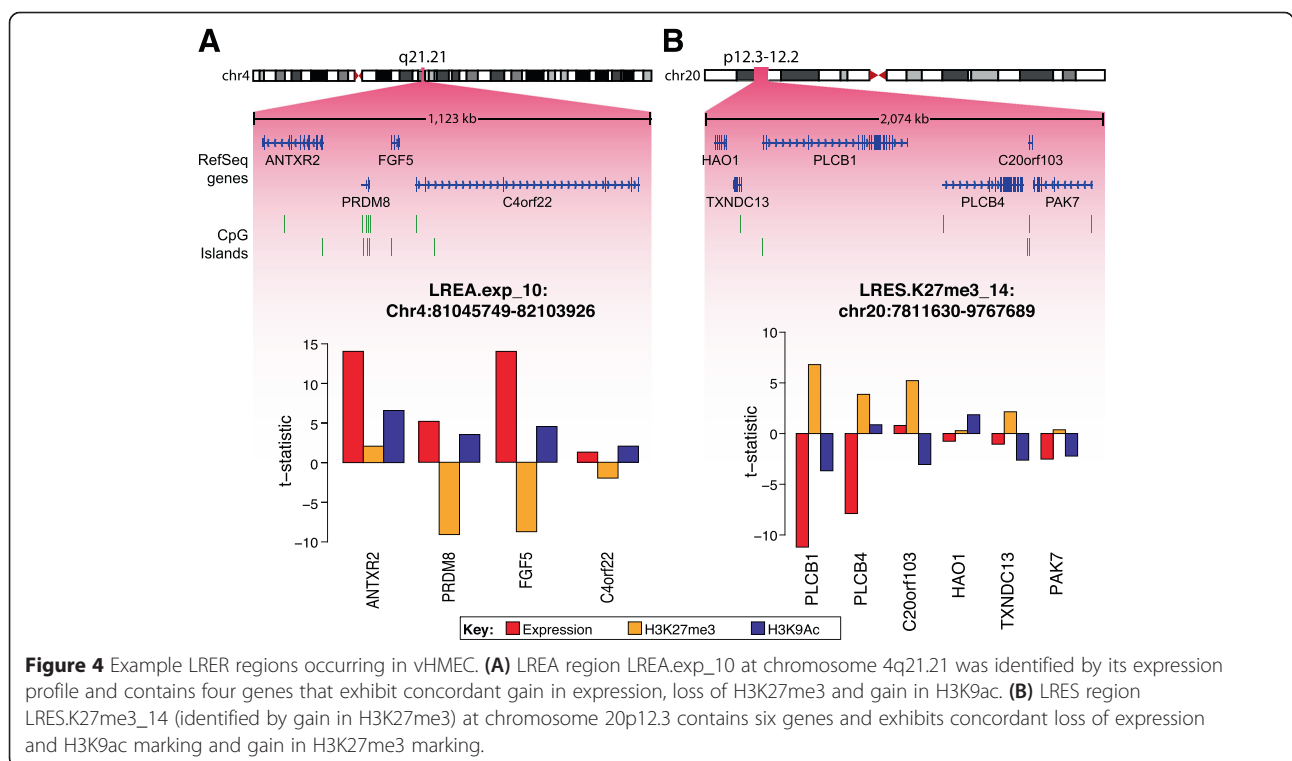 A
B
q21.21
p12.3-12.2
chr4
chr20
1,123 kb
2,074 kb
RefSeq
genes
ANTXR2
FGF5
PRDM8
C4orf22
HAO1
PLCB1
C20orf103
TXNDC13
PLCB4
PAK7
CpG
Islands
LREA.exp_10:
Chr4:81045749-82103926
LRES.K27me3_14:
chr20:7811630-9767689
t−statistic
15
10
5
0
−5
−10
ANTXR2
PRDM8
FGF5
C4orf22
t−statistic
10
5
0
−5
−10
PLCB1
PLCB4
C20orf103
HAO1
TXNDC13
PAK7
Key: Expression H3K27me3 H3K9Ac
Figure 4 Example LRER regions occurring in vHMEC. (A) LREA region LREA.exp_10 at chromosome 4q21.21 was identified by its expression
profile and contains four genes that exhibit concordant gain in expression, loss of H3K27me3 and gain in H3K9ac. (B) LRES region
LRES.K27me3_14 (identified by gain in H3K27me3) at chromosome 20p12.3 contains six genes and exhibits concordant loss of expression
and H3K9ac marking and gain in H3K27me3 marking.